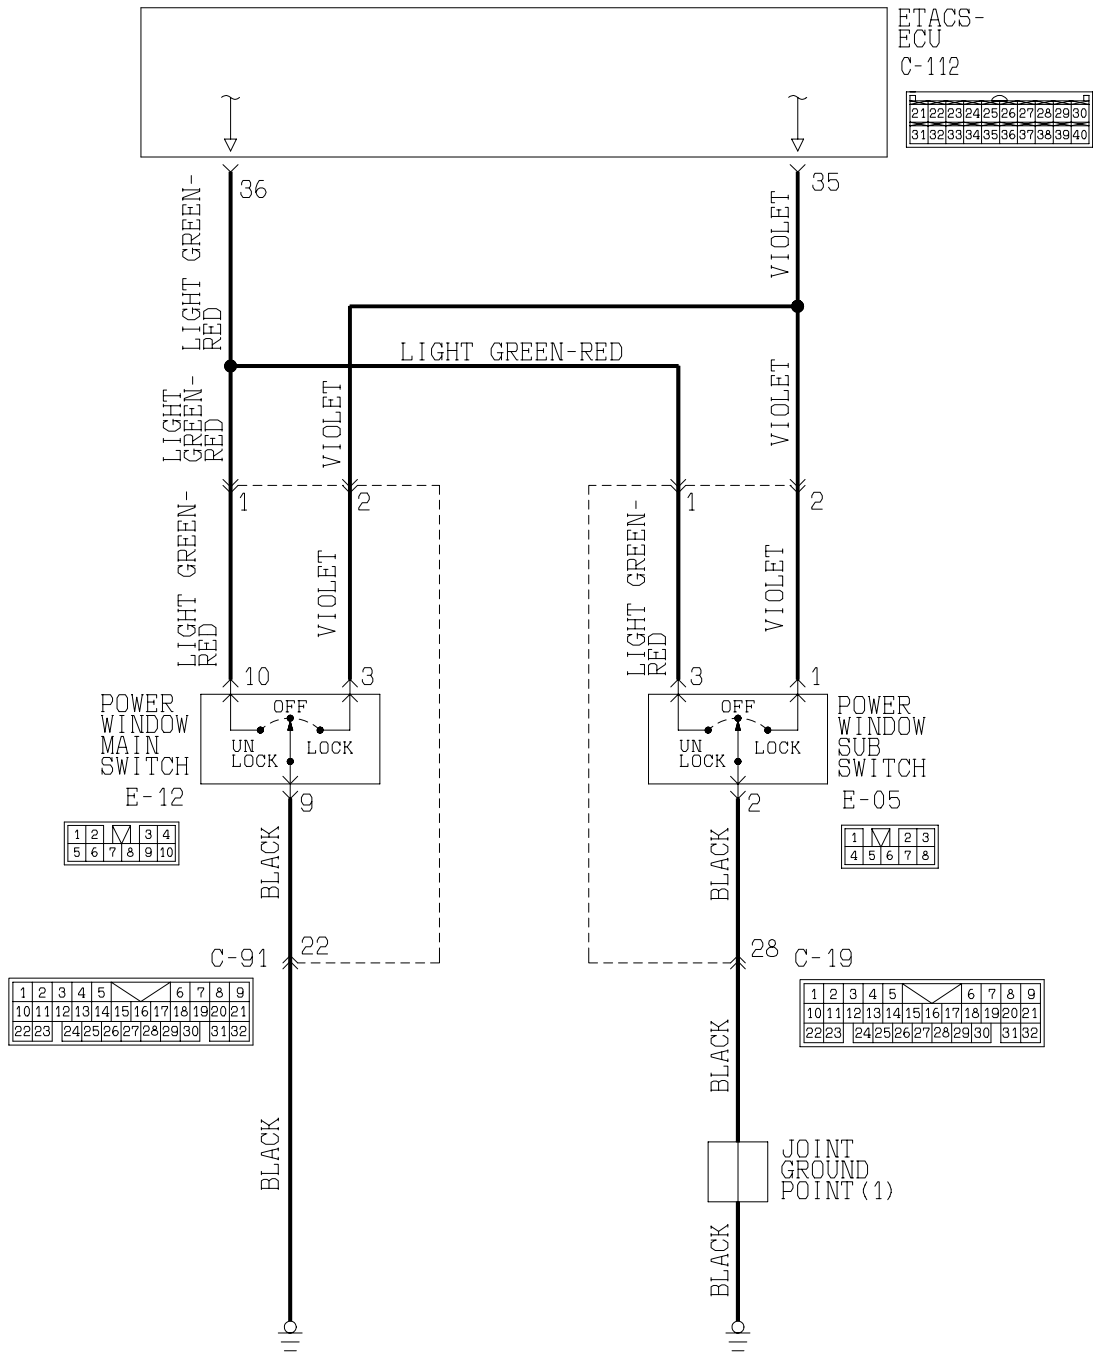 ETACS-
ECU
C-112
21 22 23 24 25 26 27 28 29 30
31 32 33 34 35 36 37 38 39 40
36
35
LIGHT GREEN-
RED
VIOLET
LIGHT GREEN-RED
LIGHT
GREEN-
RED
VIOLET
VIOLET
1
2
1
2
LIGHT GREEN-
RED
VIOLET
LIGHT GREEN-
RED
VIOLET
10
3
3
1
POWER
WINDOW
MAIN
SWITCH
E-12
OFF
UN
LOCK
LOCK
OFF
UN
LOCK
LOCK
POWER
WINDOW
SUB
SWITCH
E-05
9
2
1 2 3 4
5 6 7 8 9 10
1 2 3
4 5 6 7 8
BLACK
BLACK
C-91
22
28
C-19
1 2 3 4 5 6 7 8 9
10 11 12 13 14 15 16 17 18 19 20 21
22 23 24 25 26 27 28 29 30 31 32
1 2 3 4 5 6 7 8 9
10 11 12 13 14 15 16 17 18 19 20 21
22 23 24 25 26 27 28 29 30 31 32
BLACK
BLACK
JOINT
GROUND
POINT(1)
BLACK